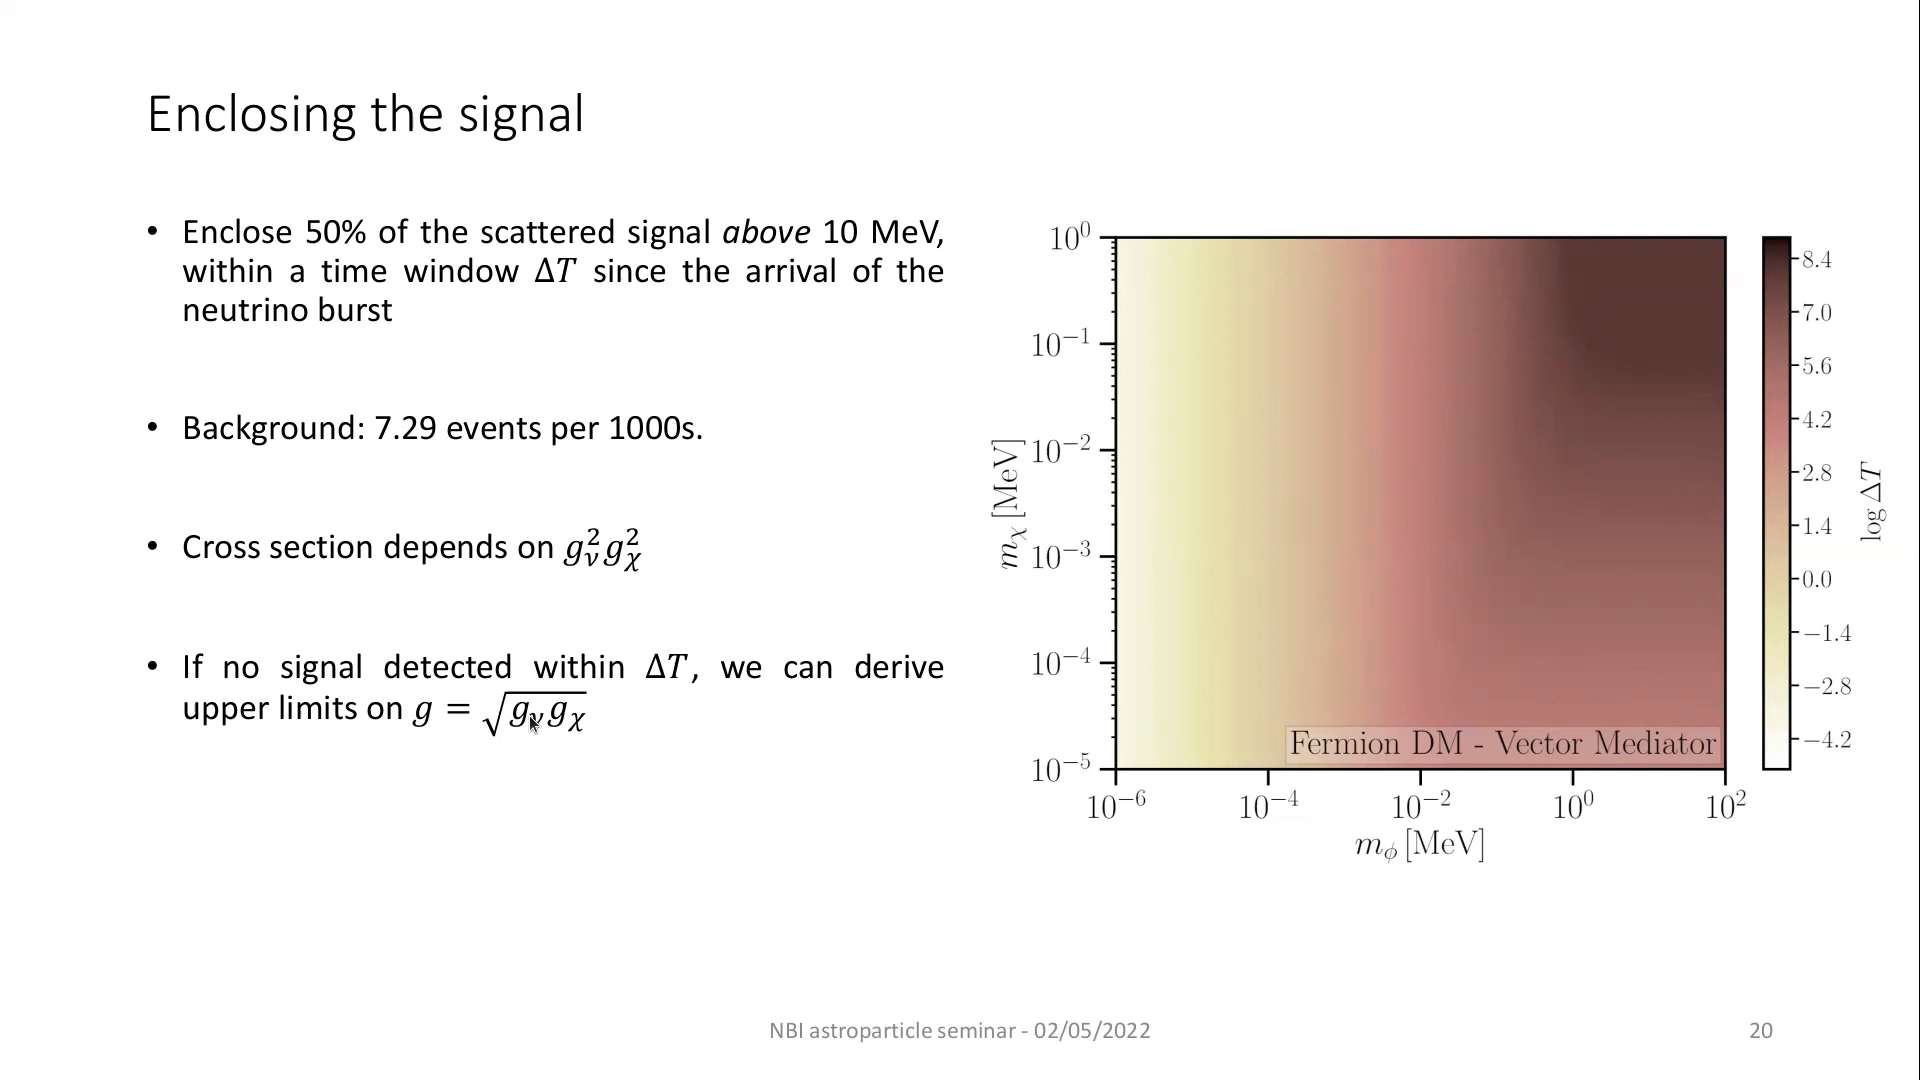 Enclosing the signal
• Enclose 50% of the scattered signal above 10 MeV,
within a time window Δ𝑇 since the arrival of the
neutrino burst
• Background: 7.29 events per 1000s.
• Cross section depends on g_ν^2 g_χ^2
• If no signal detected within Δ𝑇, we can derive
upper limits on g = √(g_ν g_χ)
10^0
10^−1
10^−2
10^−3
10^−4
10^−5
m_χ [MeV]
Fermion DM - Vector Mediator
10^−6 10^−4 10^−2 10^0 10^2
m_ϕ [MeV]
8.4
7.0
5.6
4.2
2.8
1.4
0.0
−1.4
−2.8
−4.2
log ΔT
NBI astroparticle seminar - 02/05/2022
20